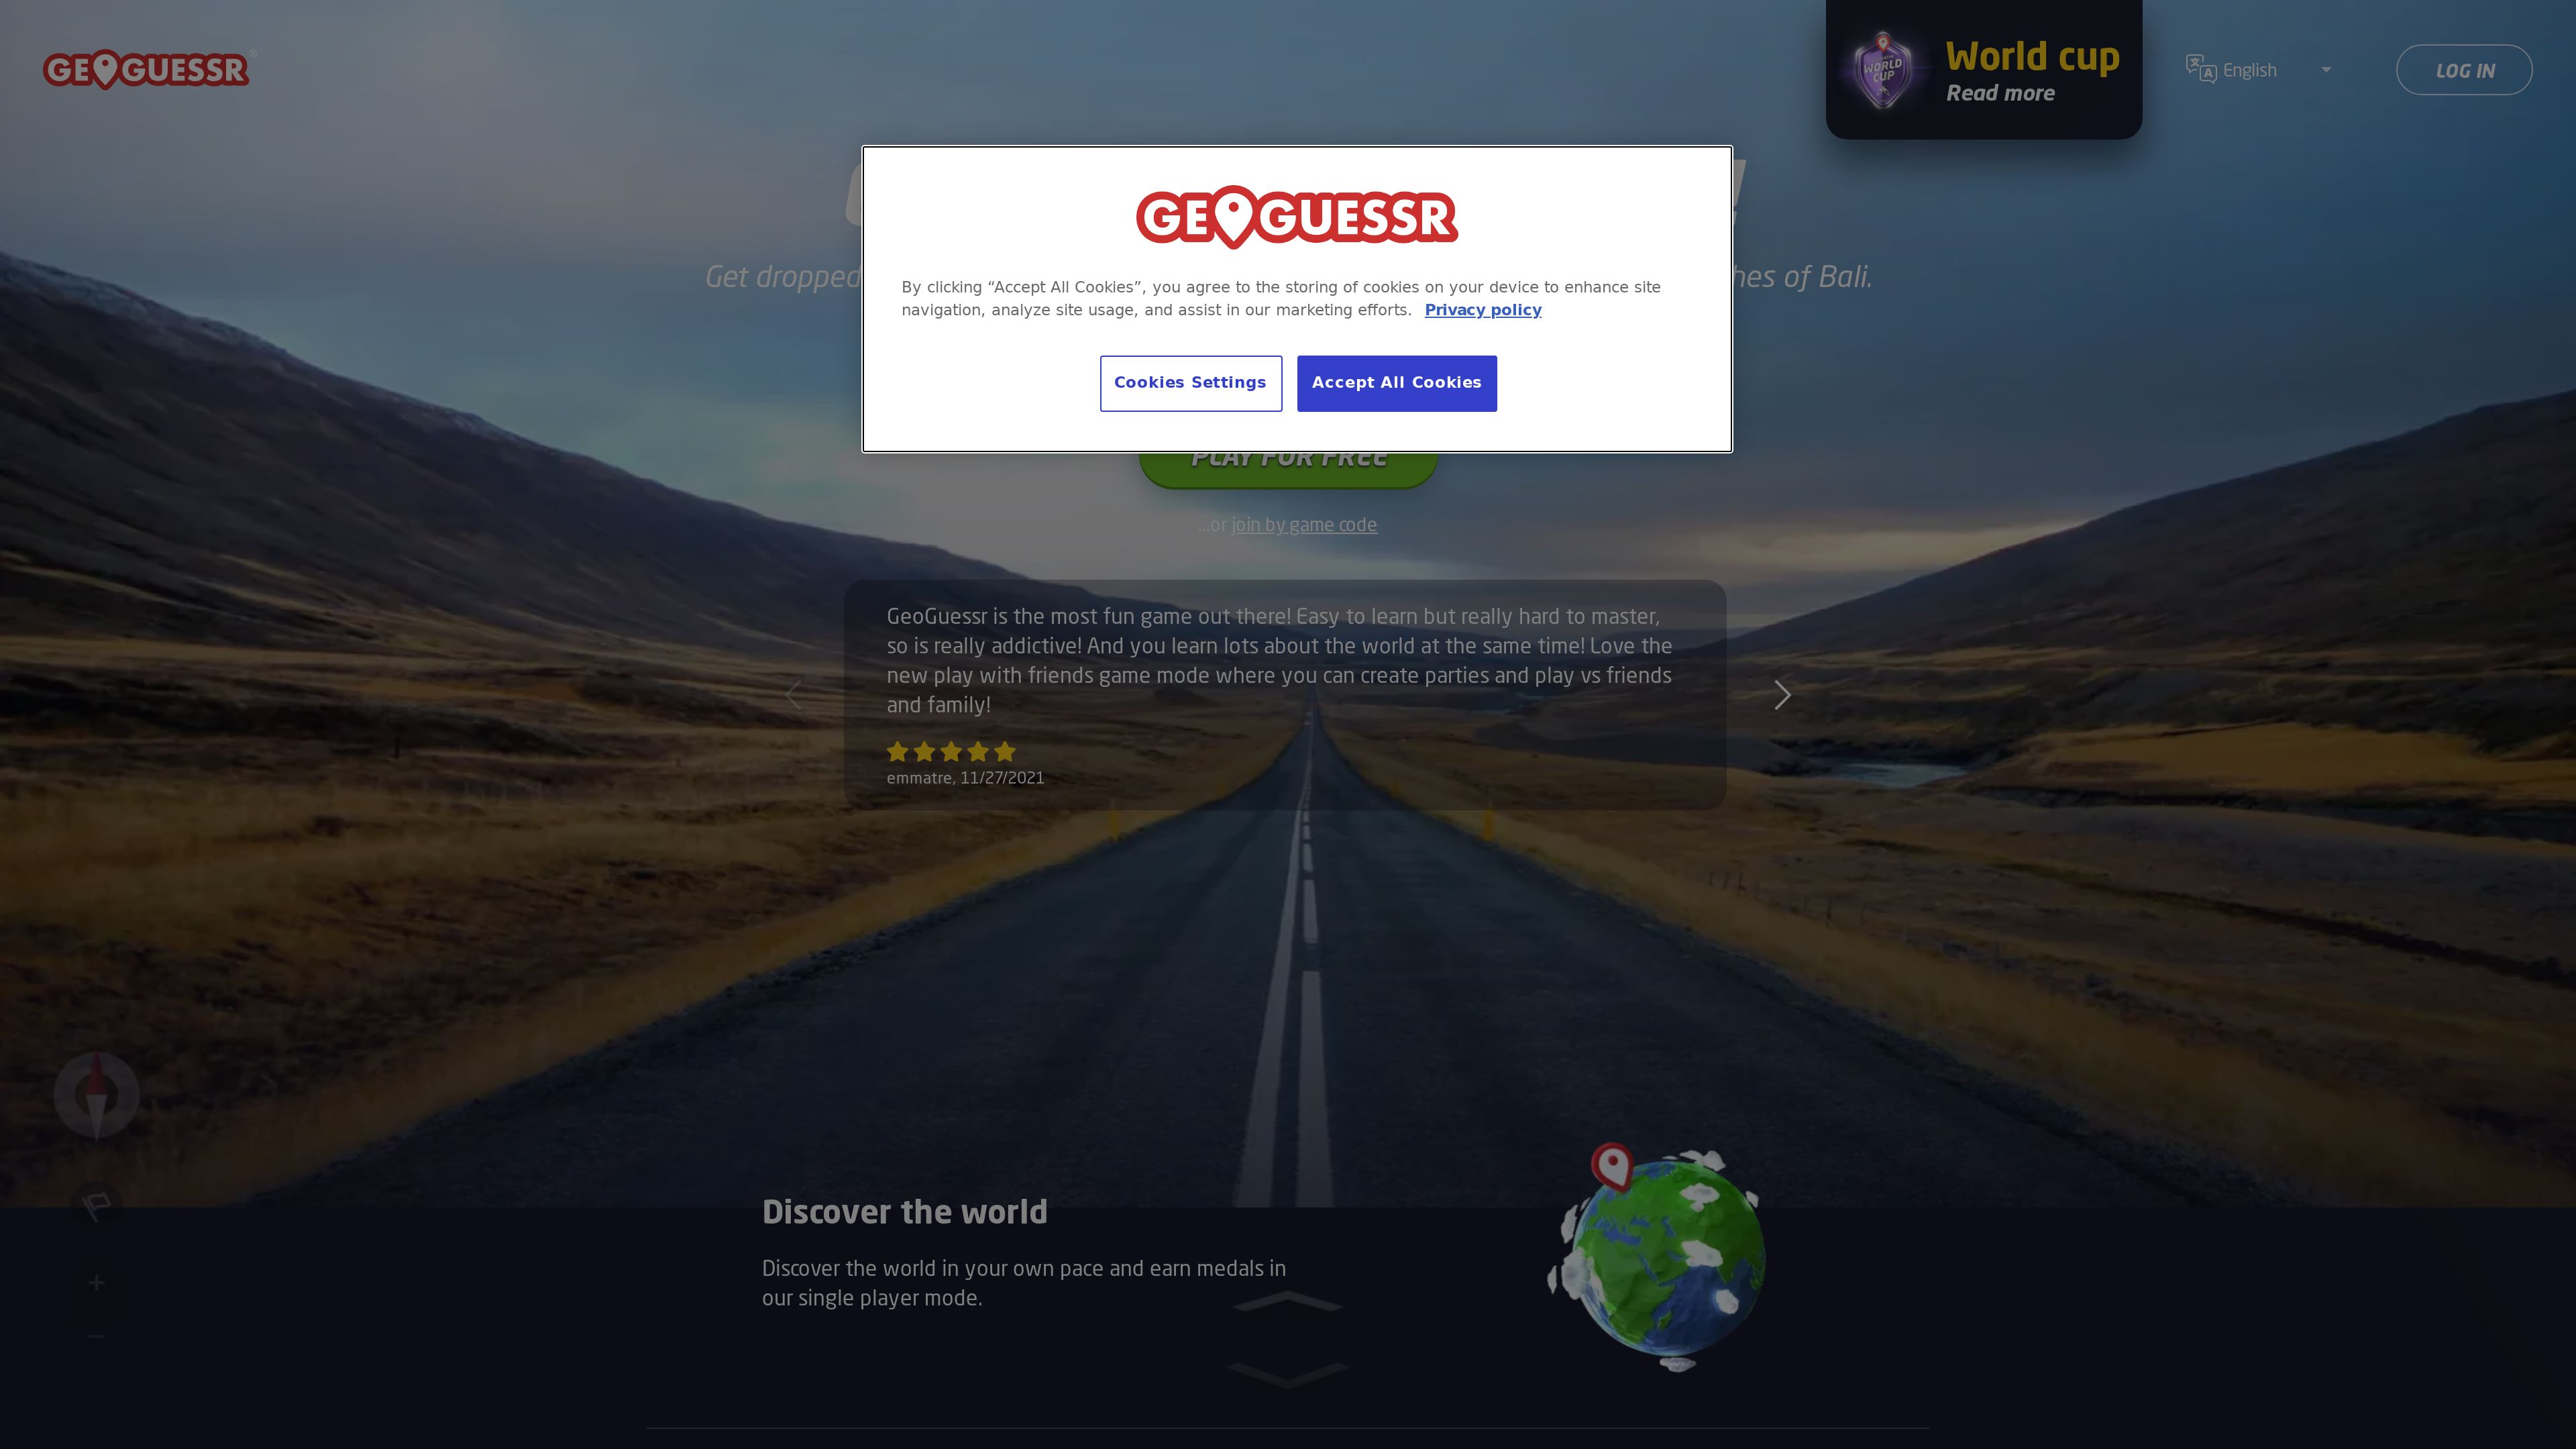 GEOGUESSR
WORLD CUP
World cup
Read more
English
LOG IN
GEOGUESSR
Get dropped
hes of Bali.
By clicking “Accept All Cookies”, you agree to the storing of cookies on your device to enhance site
navigation, analyze site usage, and assist in our marketing efforts. Privacy policy
Cookies Settings
Accept All Cookies
PLAY FOR FREE
...or join by game code
GeoGuessr is the most fun game out there! Easy to learn but really hard to master,
so is really addictive! And you learn lots about the world at the same time! Love the
new play with friends game mode where you can create parties and play vs friends
and family!
emmatre, 11/27/2021
Discover the world
Discover the world in your own pace and earn medals in
our single player mode.